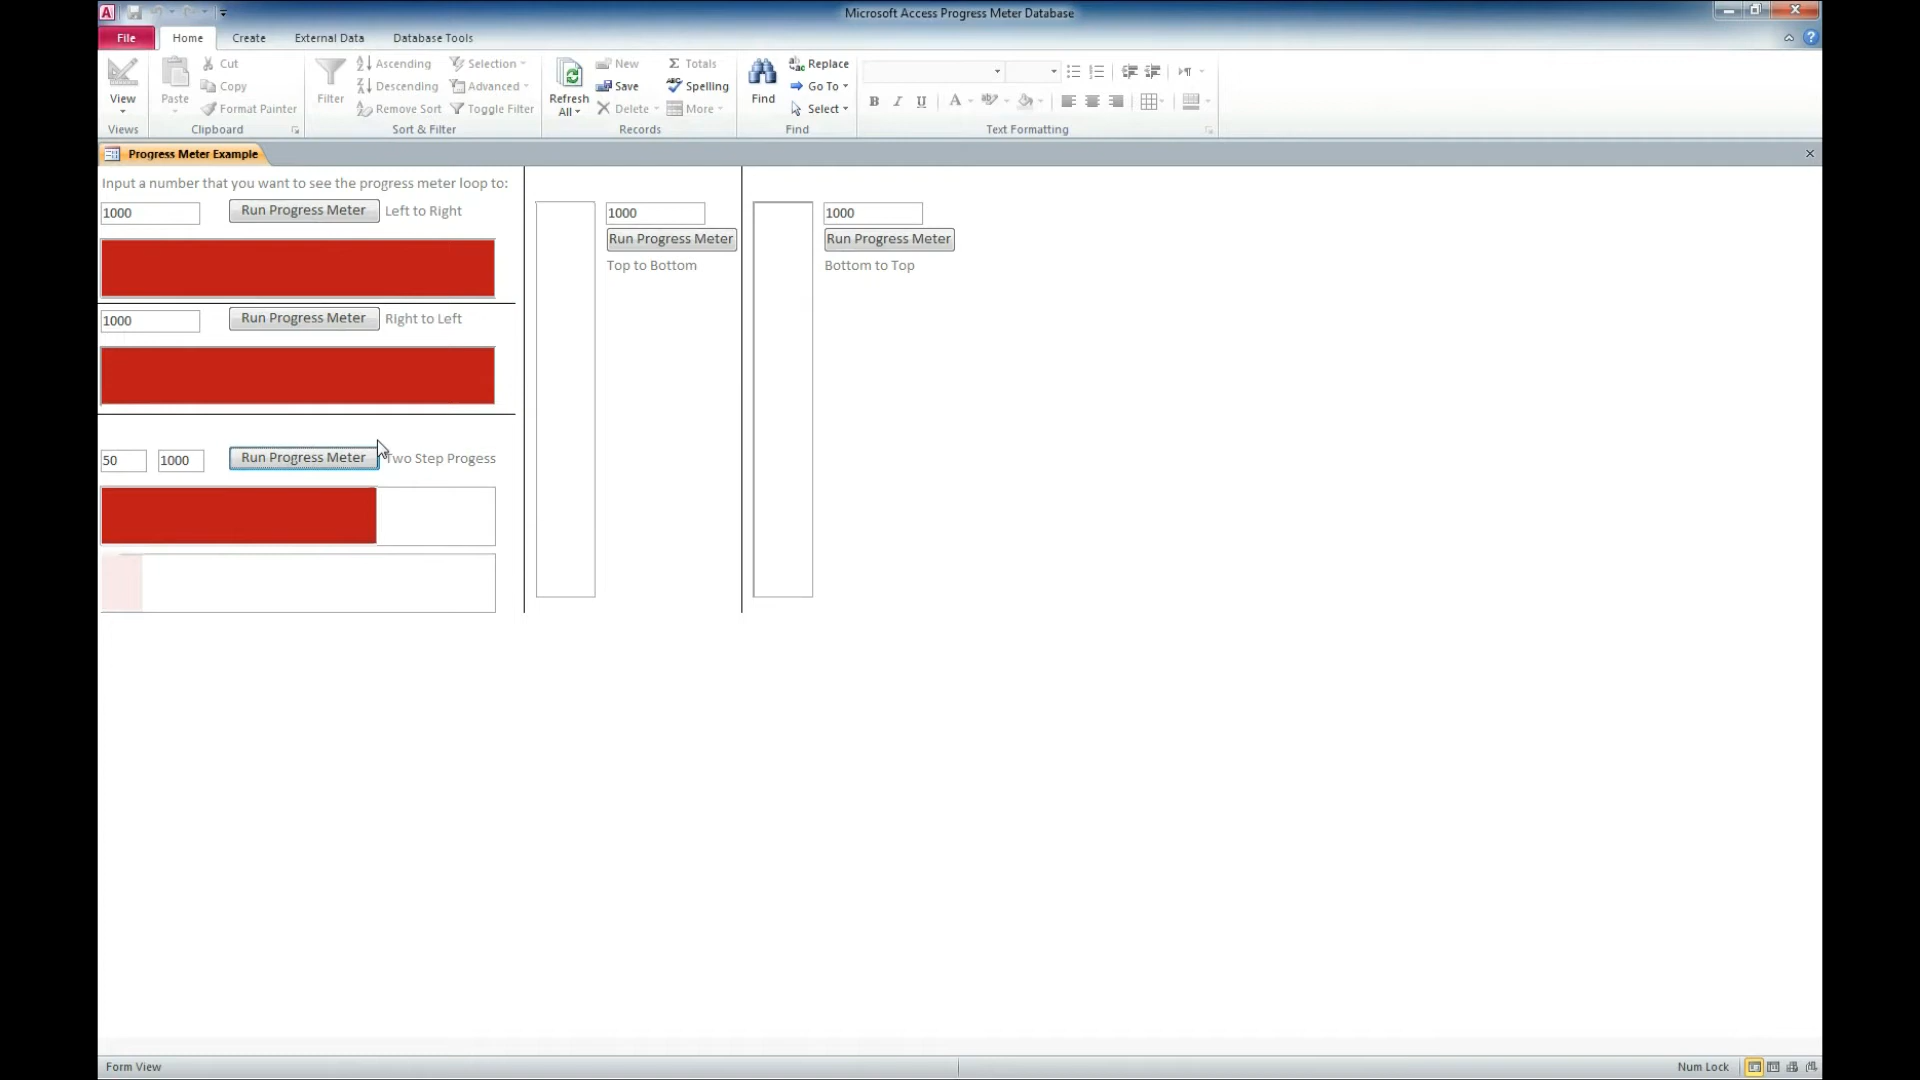 Microsoft Access Progress Meter Database
File Home Create External Data Database Tools
View
Views
Paste
Cut
Copy
Format Painter
Clipboard
Filter
Ascending
Descending
Remove Sort
Selection
Advanced
Toggle Filter
Sort & Filter
Refresh
All
New
Save
Delete
Totals
Spelling
More
Records
Find
Replace
Go To
Select
Find
B I U A
Text Formatting
Progress Meter Example
Input a number that you want to see the progress meter loop to:
1000 Run Progress Meter Left to Right
1000 Run Progress Meter Right to Left
50 1000 Run Progress Meter Two Step Progess
1000
Run Progress Meter
Top to Bottom
1000
Run Progress Meter
Bottom to Top
Form View
Num Lock